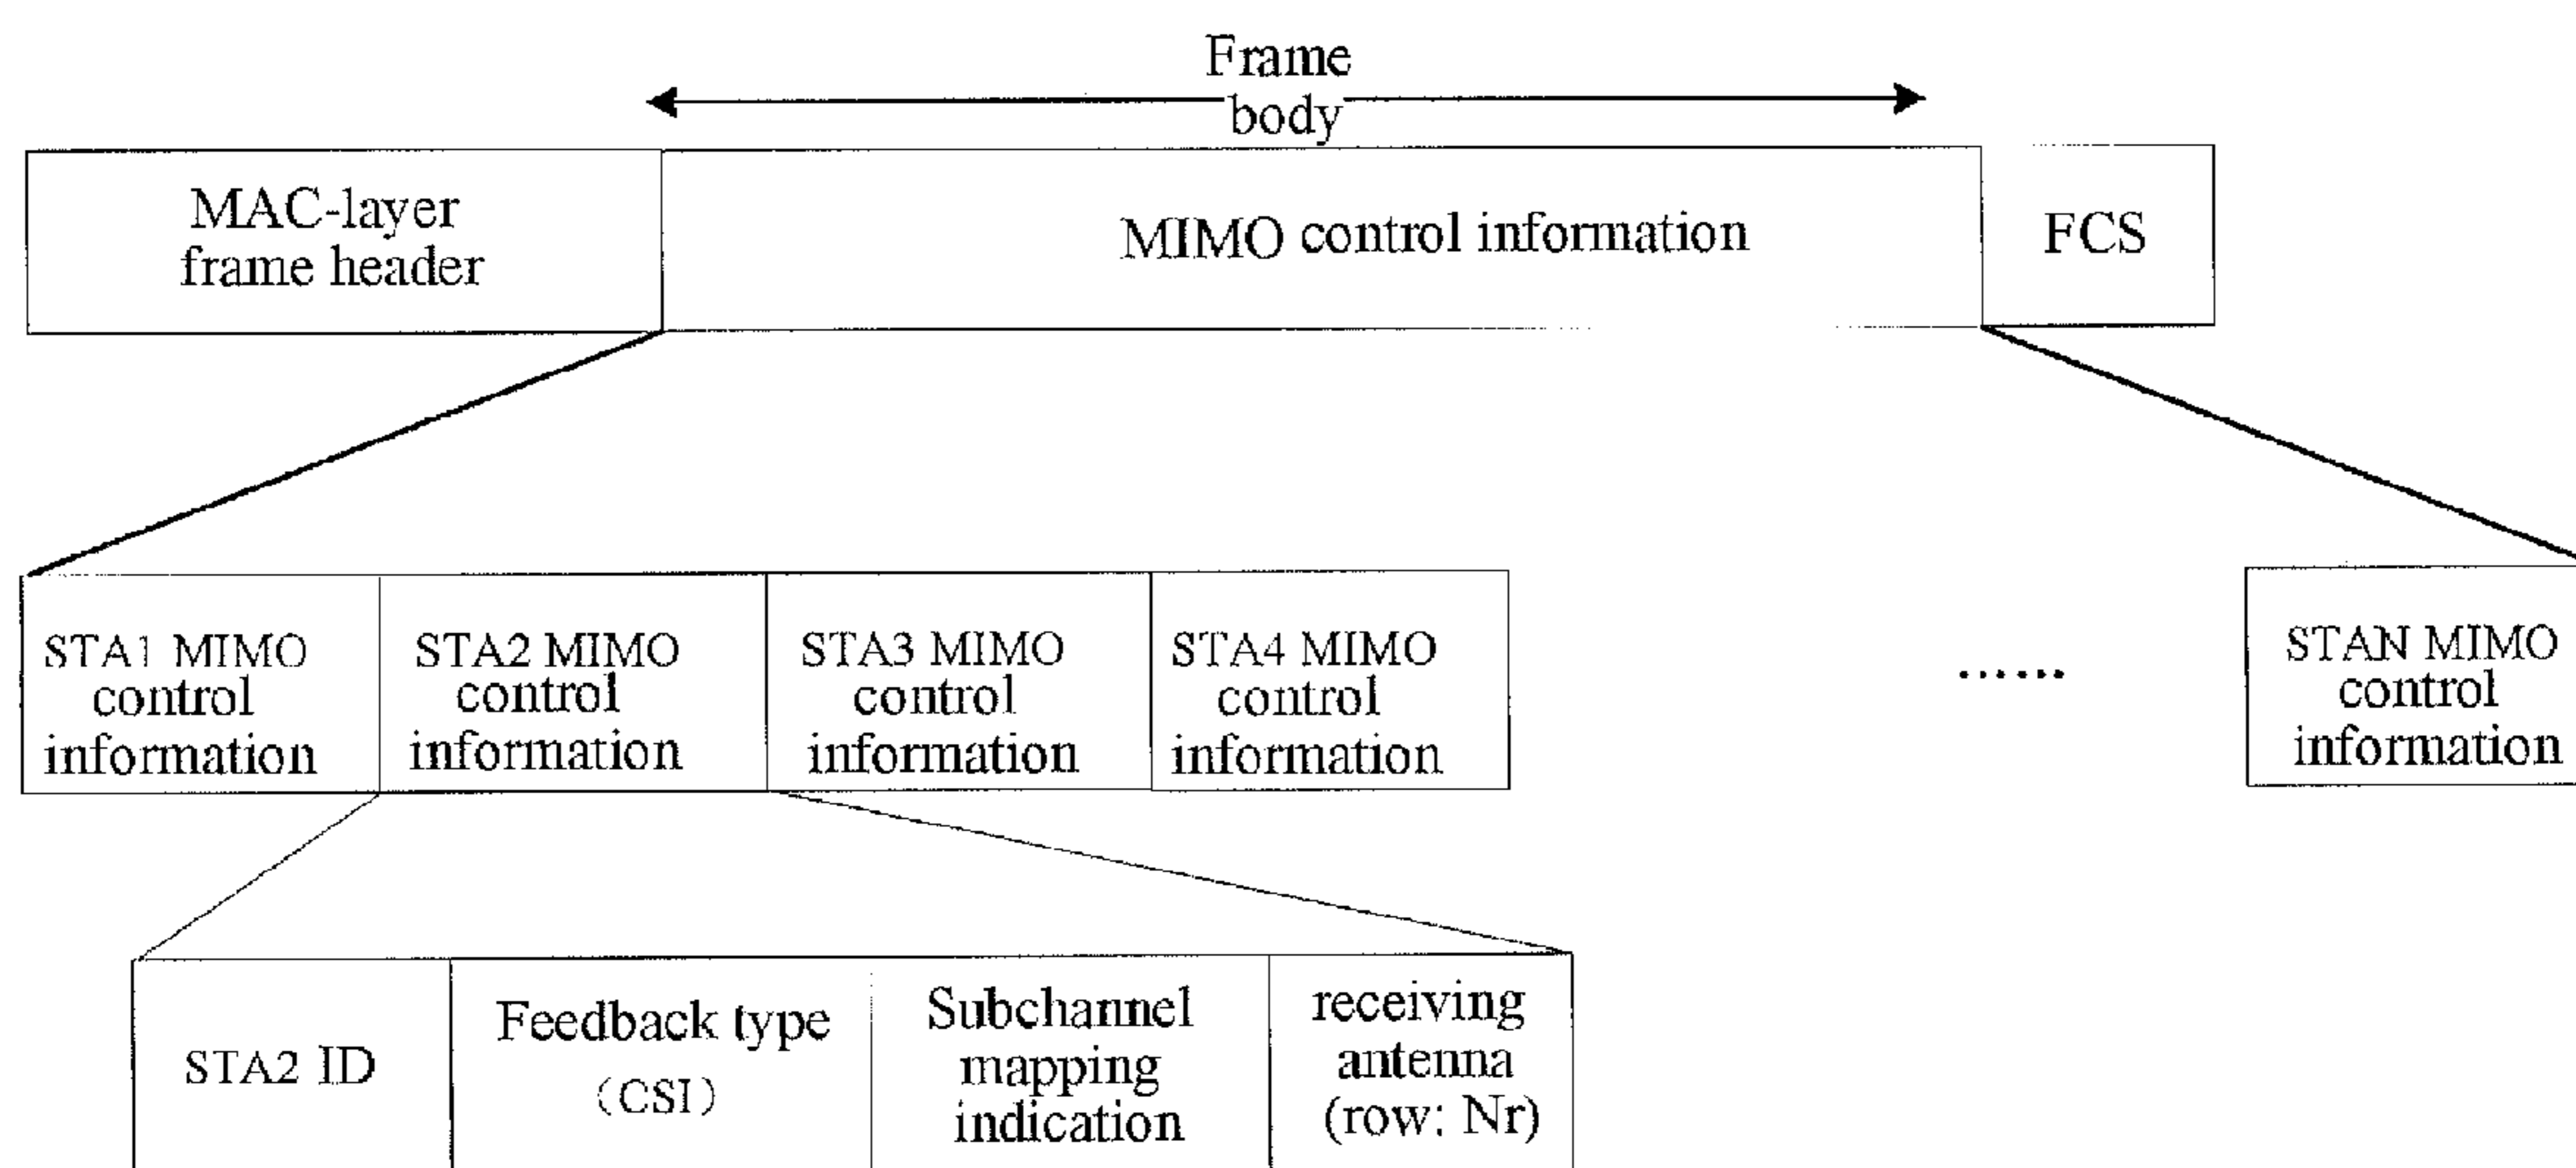 Frame
body
MAC-layer
frame header
MIMO control information
FCS
STA1 MIMO
control
information
STA2 MIMO
control
information
STA3 MIMO
control
information
STA4 MIMO
control
information
......
STAN MIMO
control
information
STA2 ID
Feedback type
(CSI)
Subchannel
mapping
indication
receiving
antenna
(row: Nr)